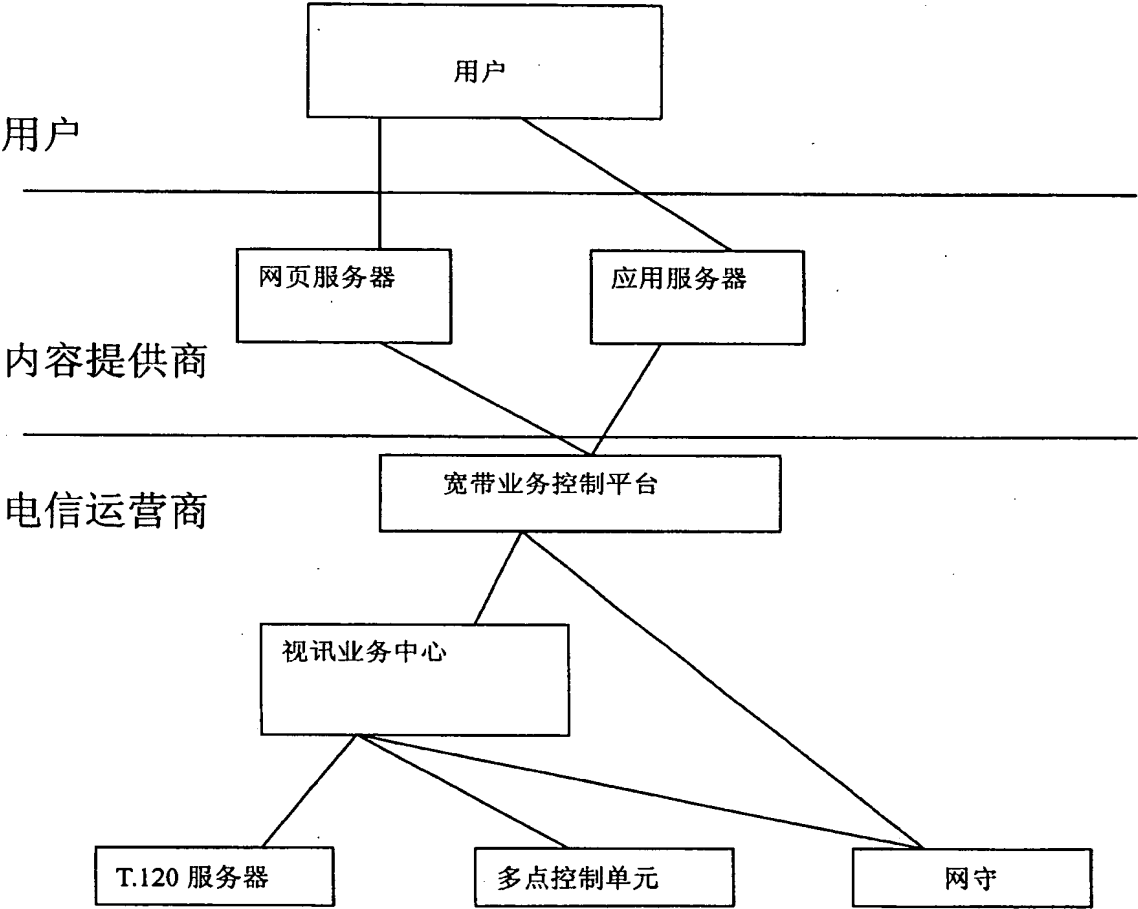 用户
用户
网页服务器
应用服务器
内容提供商
宽带业务控制平台
电信运营商
视讯业务中心
T.120 服务器
多点控制单元
网守